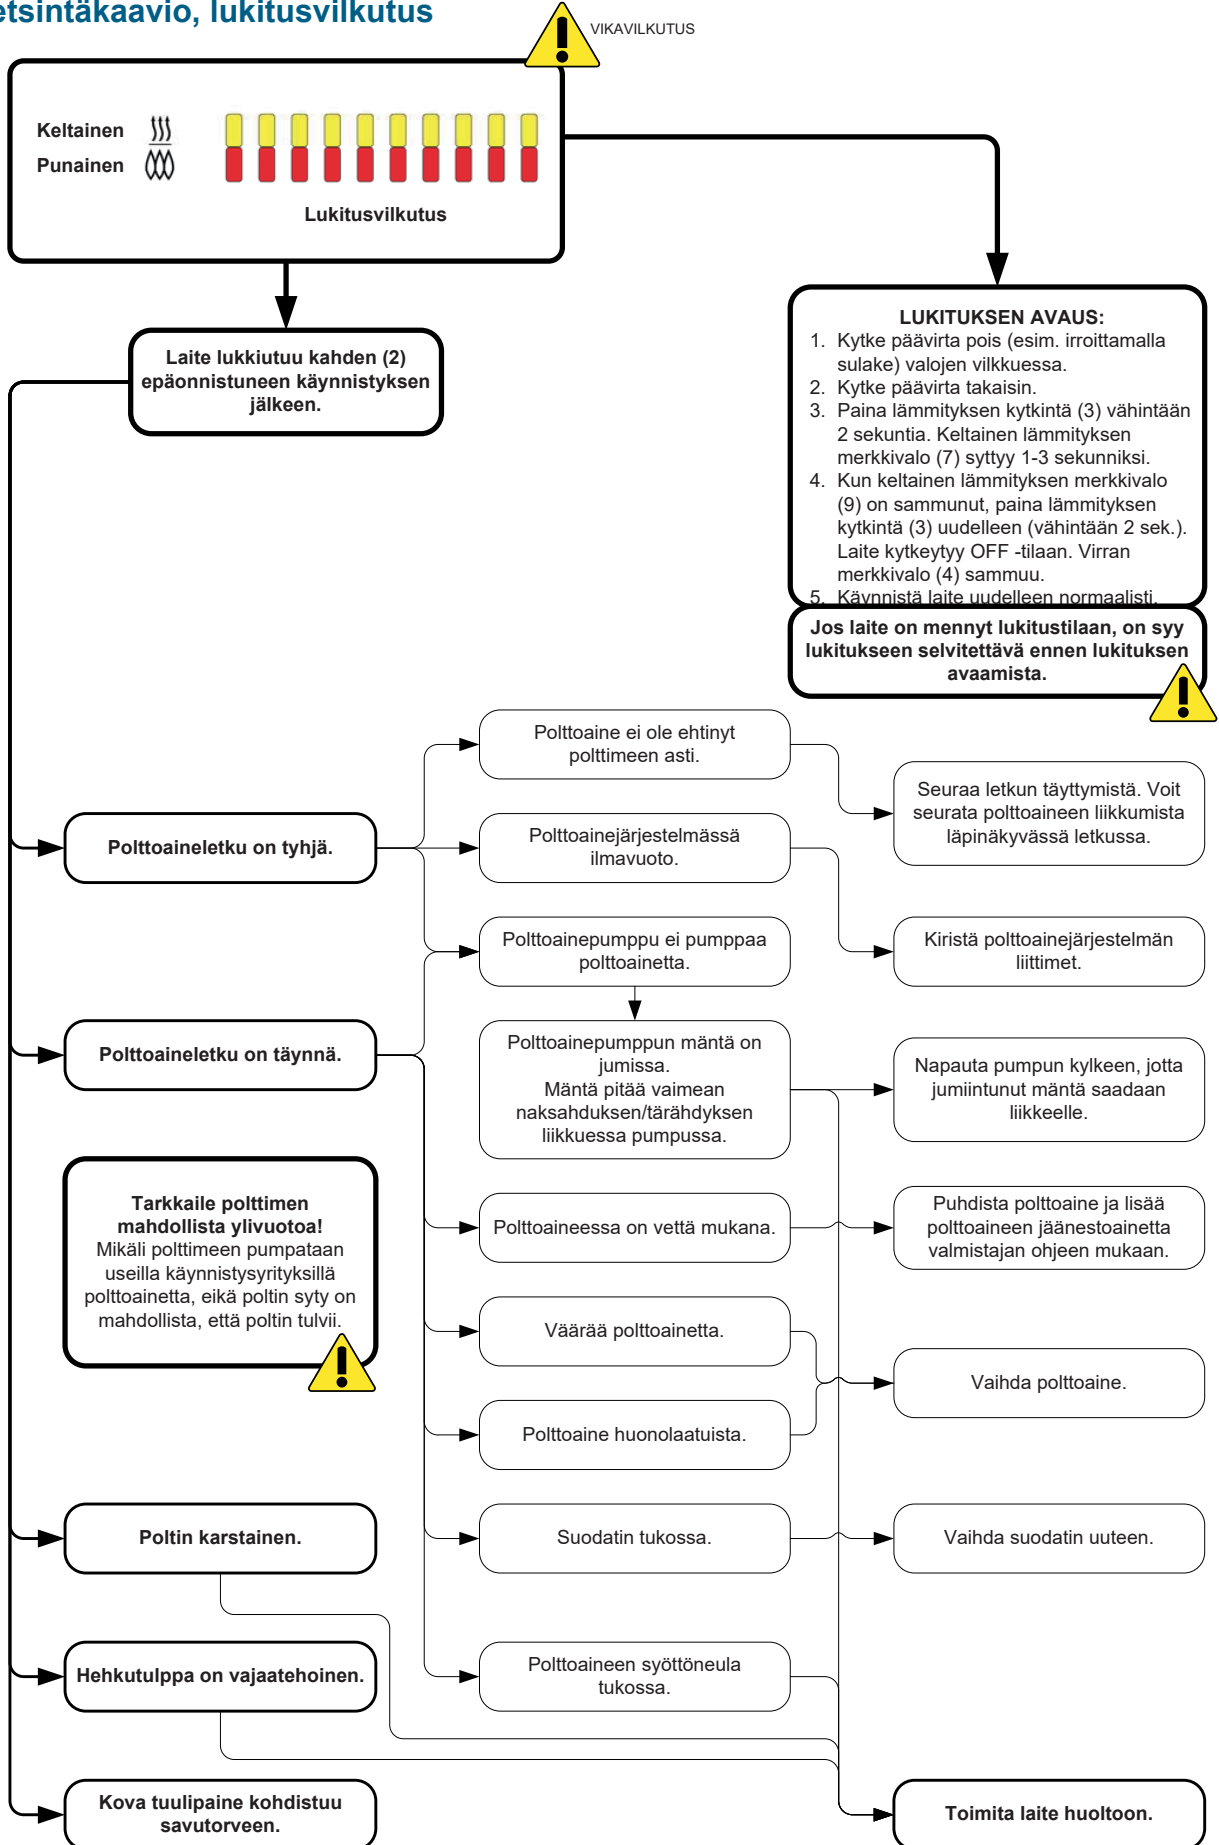 etsintäkaavio, lukitusvilkutus
VIKAVILKUTUS
Keltainen
Punainen
Lukitusvilkutus
Laite lukkiutuu kahden (2)
epäonnistuneen käynnistyksen
jälkeen.
LUKITUKSEN AVAUS:
1. Kytke päävirta pois (esim. irroittamalla
sulake) valojen vilkkuessa.
2. Kytke päävirta takaisin.
3. Paina lämmityksen kytkintä (3) vähintään
2 sekuntia. Keltainen lämmityksen
merkkivalo (7) syttyy 1-3 sekunniksi.
4. Kun keltainen lämmityksen merkkivalo
(9) on sammunut, paina lämmityksen
kytkintä (3) uudelleen (vähintään 2 sek.).
Laite kytkeytyy OFF -tilaan. Virran
merkkivalo (4) sammuu.
5. Käynnistä laite uudelleen normaalisti.
Jos laite on mennyt lukitustilaan, on syy
lukitukseen selvitettävä ennen lukituksen
avaamista.
Polttoaine ei ole ehtinyt
polttimeen asti.
Seuraa letkun täyttymistä. Voit
seurata polttoaineen liikkumista
läpinäkyvässä letkussa.
Polttoaineletku on tyhjä.
Polttoainejärjestelmässä
ilmavuoto.
Polttoainepumppu ei pumppaa
polttoainetta.
Kiristä polttoainejärjestelmän
liittimet.
Polttoaineletku on täynnä.
Polttoainepumppun mäntä on
jumissa.
Mäntä pitää vaimean
naksahduksen/tärähdyksen
liikkuessa pumpussa.
Napauta pumpun kylkeen, jotta
jumiintunut mäntä saadaan
liikkeelle.
Tarkkaile polttimen
mahdollista ylivuotoa!
Mikäli polttimeen pumpataan
useilla käynnistysyrityksillä
polttoainetta, eikä poltin syty on
mahdollista, että poltin tulvii.
Polttoaineessa on vettä mukana.
Puhdista polttoaine ja lisää
polttoaineen jäänestoainetta
valmistajan ohjeen mukaan.
Väärää polttoainetta.
Vaihda polttoaine.
Polttoaine huonolaatuista.
Poltin karstainen.
Suodatin tukossa.
Vaihda suodatin uuteen.
Hehkutulppa on vajaatehoinen.
Polttoaineen syöttöneula
tukossa.
Kova tuulipaine kohdistuu
savutorveen.
Toimita laite huoltoon.